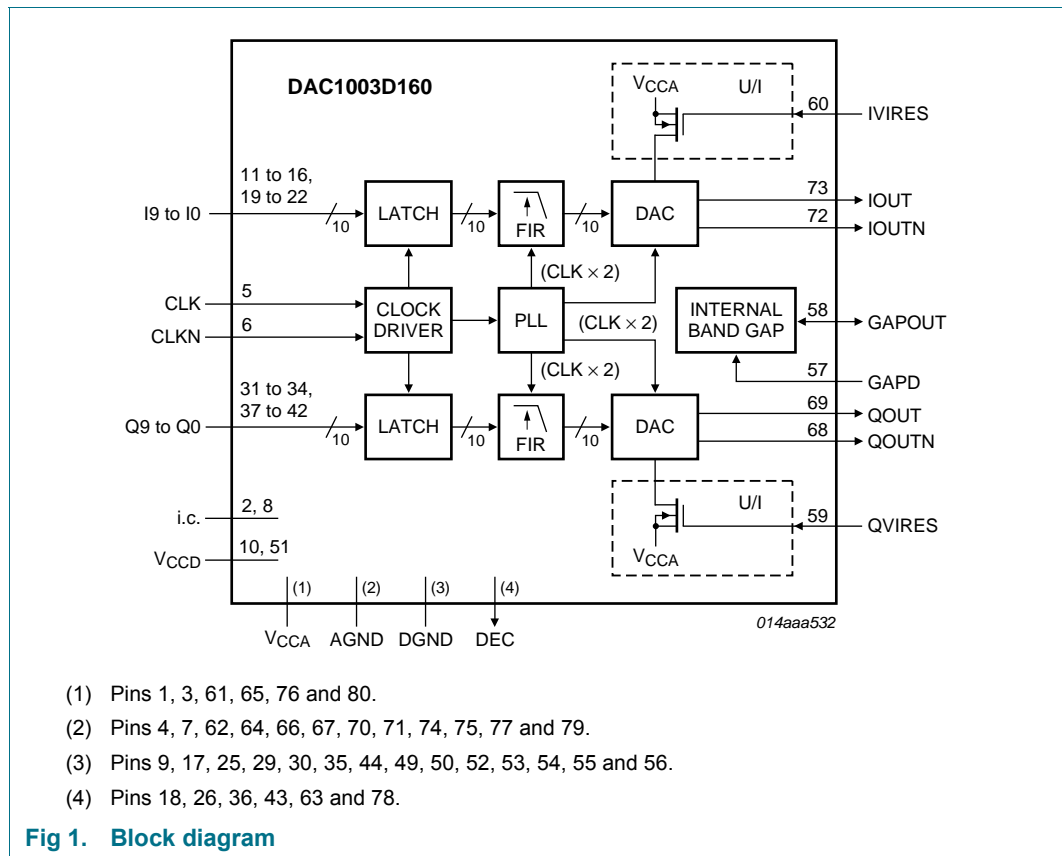 DAC1003D160
VCCA
U/I
60
IVIRES
11 to 16,
19 to 22
I9 to I0
10
LATCH
10
FIR
10
DAC
73
IOUT
72
IOUTN
(CLK × 2)
CLK
5
CLKN
6
CLOCK
DRIVER
PLL
(CLK × 2)
INTERNAL
BAND GAP
58
GAPOUT
(CLK × 2)
57
GAPD
31 to 34,
37 to 42
Q9 to Q0
10
LATCH
10
FIR
10
DAC
69
QOUT
68
QOUTN
U/I
59
QVIRES
VCCA
i.c.
2, 8
VCCD
10, 51
(1)
(2)
(3)
(4)
VCCA
AGND
DGND
DEC
014aaa532
(1) Pins 1, 3, 61, 65, 76 and 80.
(2) Pins 4, 7, 62, 64, 66, 67, 70, 71, 74, 75, 77 and 79.
(3) Pins 9, 17, 25, 29, 30, 35, 44, 49, 50, 52, 53, 54, 55 and 56.
(4) Pins 18, 26, 36, 43, 63 and 78.
Fig 1. Block diagram